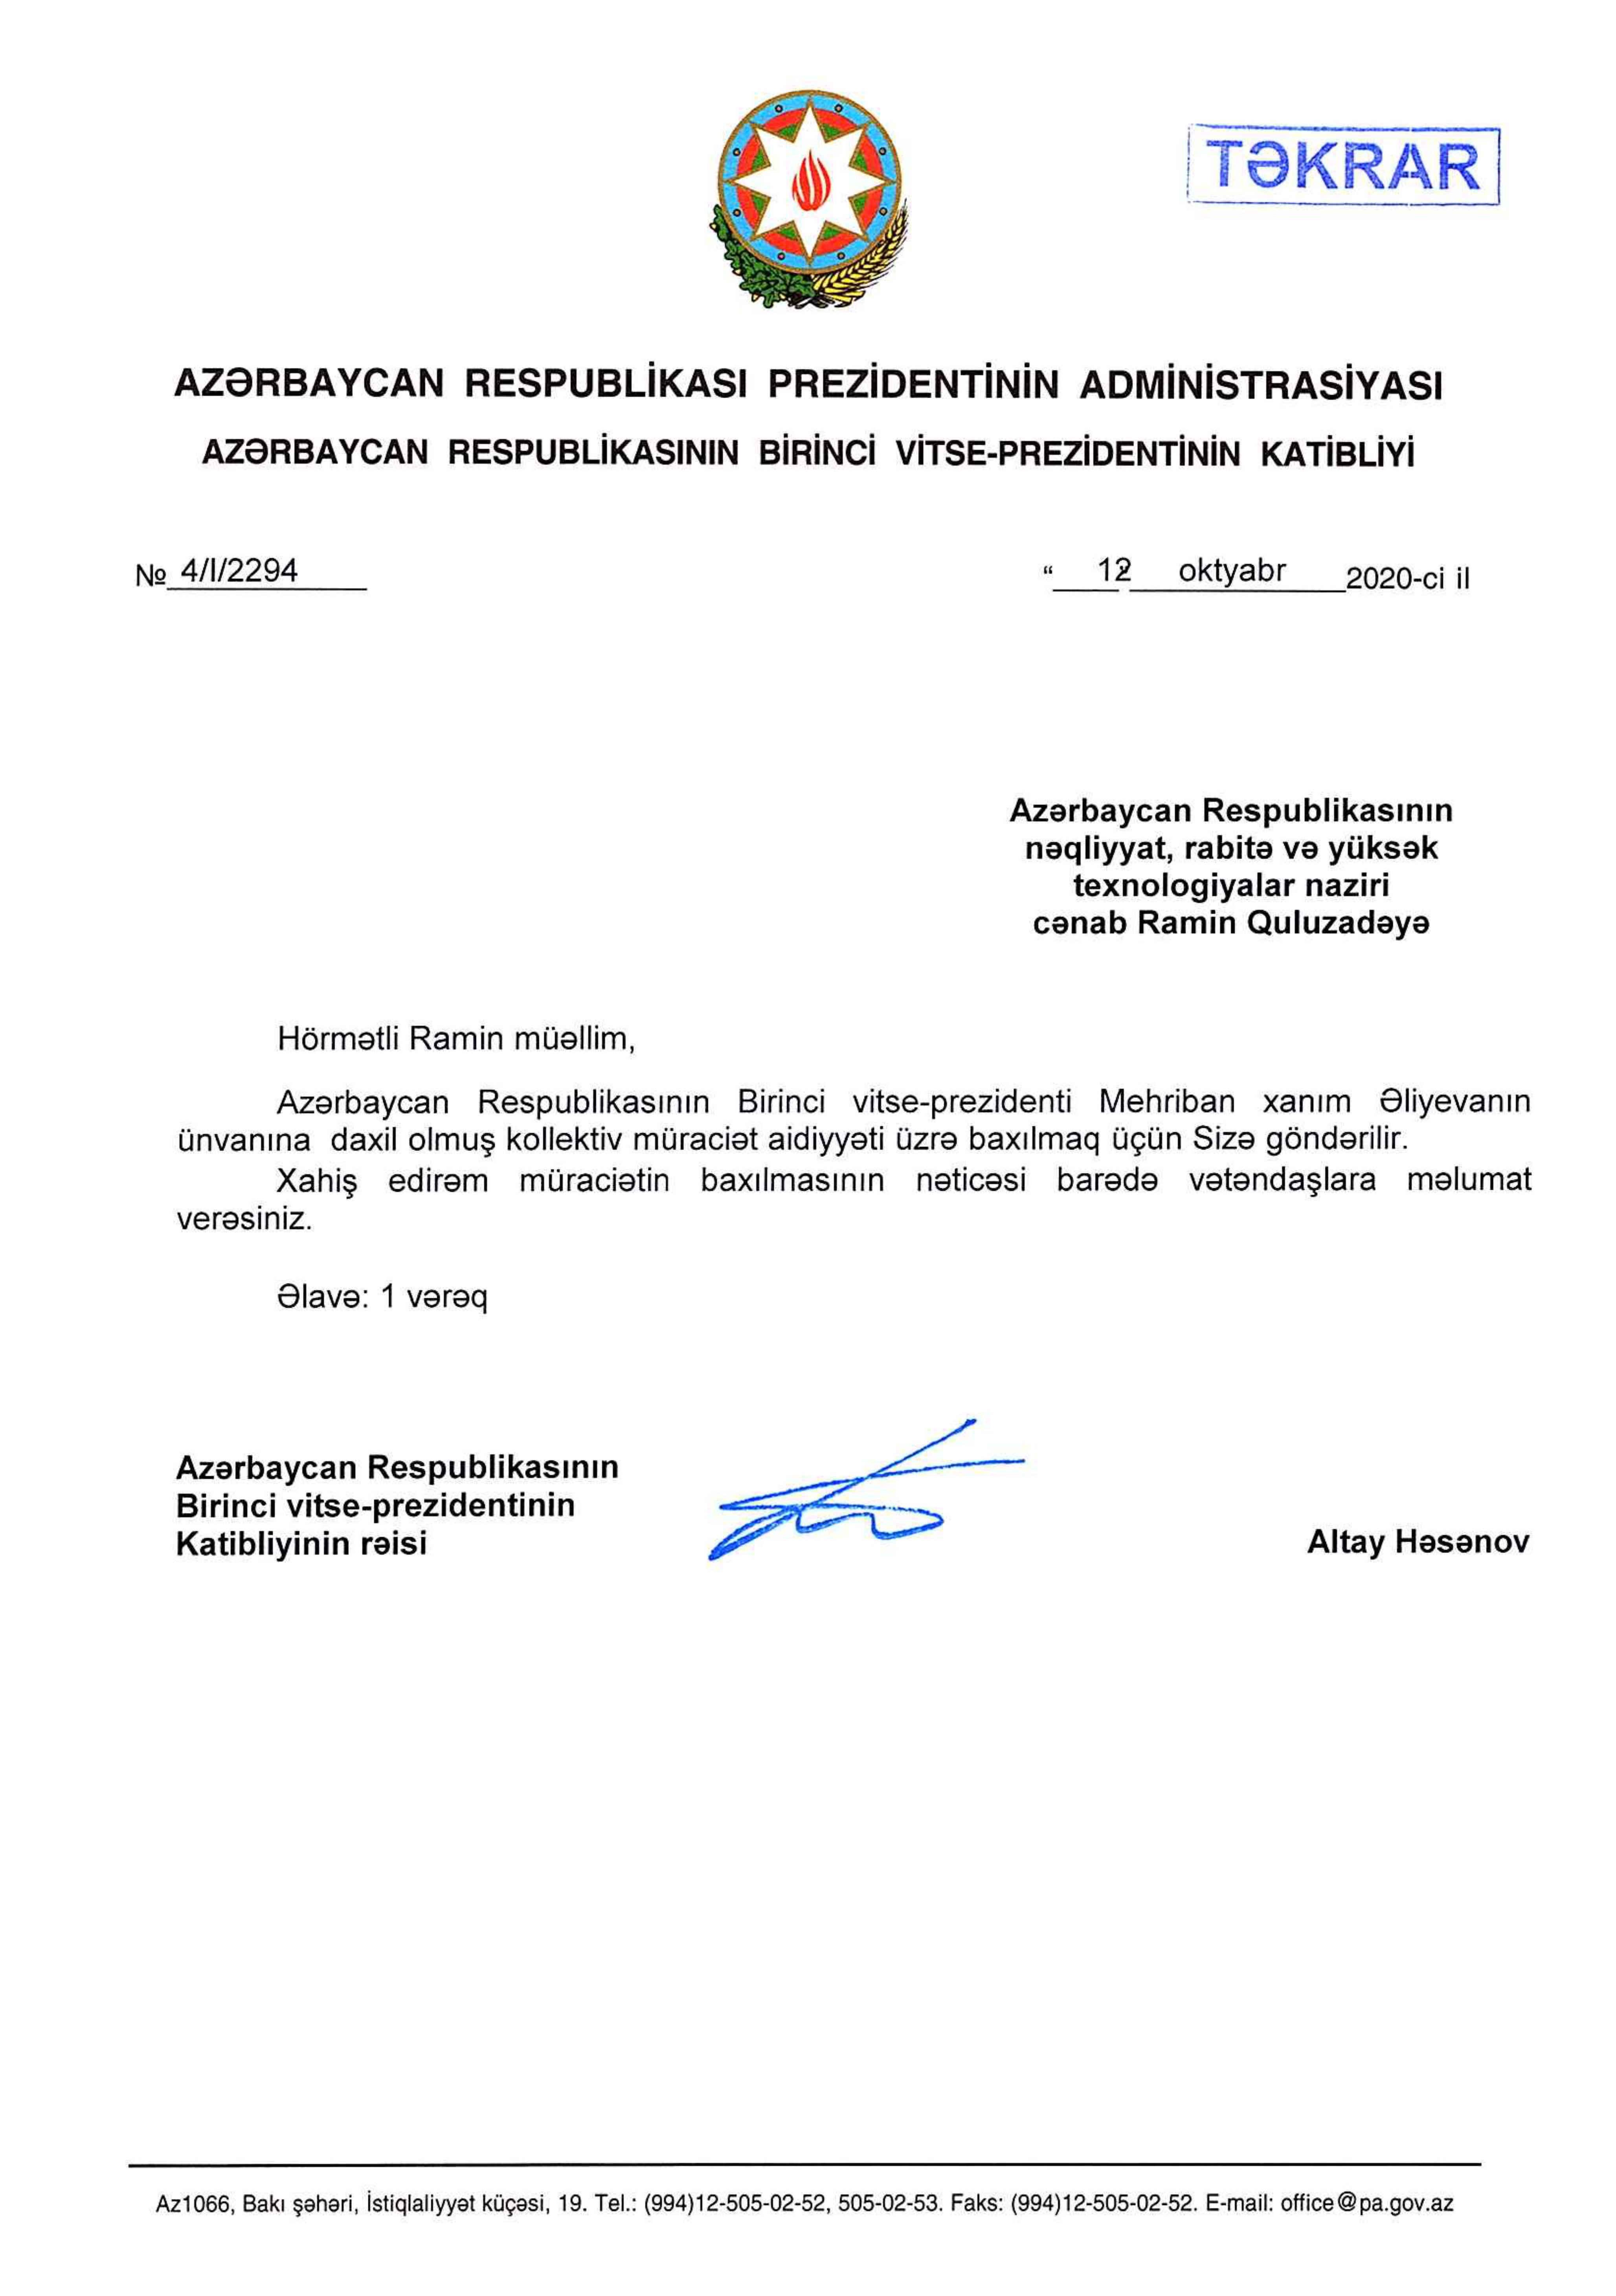 TƏKRAR
AZƏRBAYCAN RESPUBLİKASI PREZİDENTİNİN ADMİNİSTRASİYASI
AZƏRBAYCAN RESPUBLİKASININ BİRİNCİ VİTSE-PREZİDENTİNİN KATİBLİYİ
№ 4/I/2294
“ 12 ” oktyabr 2020-ci il
Azərbaycan Respublikasının
nəqliyyat, rabitə və yüksək
texnologiyalar naziri
cənab Ramin Quluzadəyə
Hörmətli Ramin müəllim,
Azərbaycan Respublikasının Birinci vitse-prezidenti Mehriban xanım Əliyevanın
ünvanına daxil olmuş kollektiv müraciət aidiyyəti üzrə baxılmaq üçün Sizə göndərilir.
Xahiş edirəm müraciətin baxılmasının nəticəsi barədə vətəndaşlara məlumat
verəsiniz.
Əlavə: 1 vərəq
Azərbaycan Respublikasının
Birinci vitse-prezidentinin
Katibliyinin rəisi
Altay Həsənov
Az1066, Bakı şəhəri, İstiqlaliyyət küçəsi, 19. Tel.: (994)12-505-02-52, 505-02-53. Faks: (994)12-505-02-52. E-mail: office@pa.gov.az